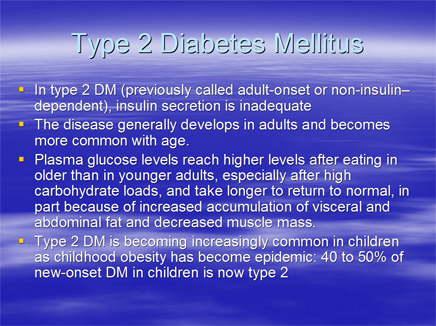 Type 2 Diabetes Mellitus
In type 2 DM (previously called adult-onset or non-insulin–
dependent), insulin secretion is inadequate
The disease generally develops in adults and becomes
more common with age.
Plasma glucose levels reach higher levels after eating in
older than in younger adults, especially after high
carbohydrate loads, and take longer to return to normal, in
part because of increased accumulation of visceral and
abdominal fat and decreased muscle mass.
Type 2 DM is becoming increasingly common in children
as childhood obesity has become epidemic: 40 to 50% of
new-onset DM in children is now type 2